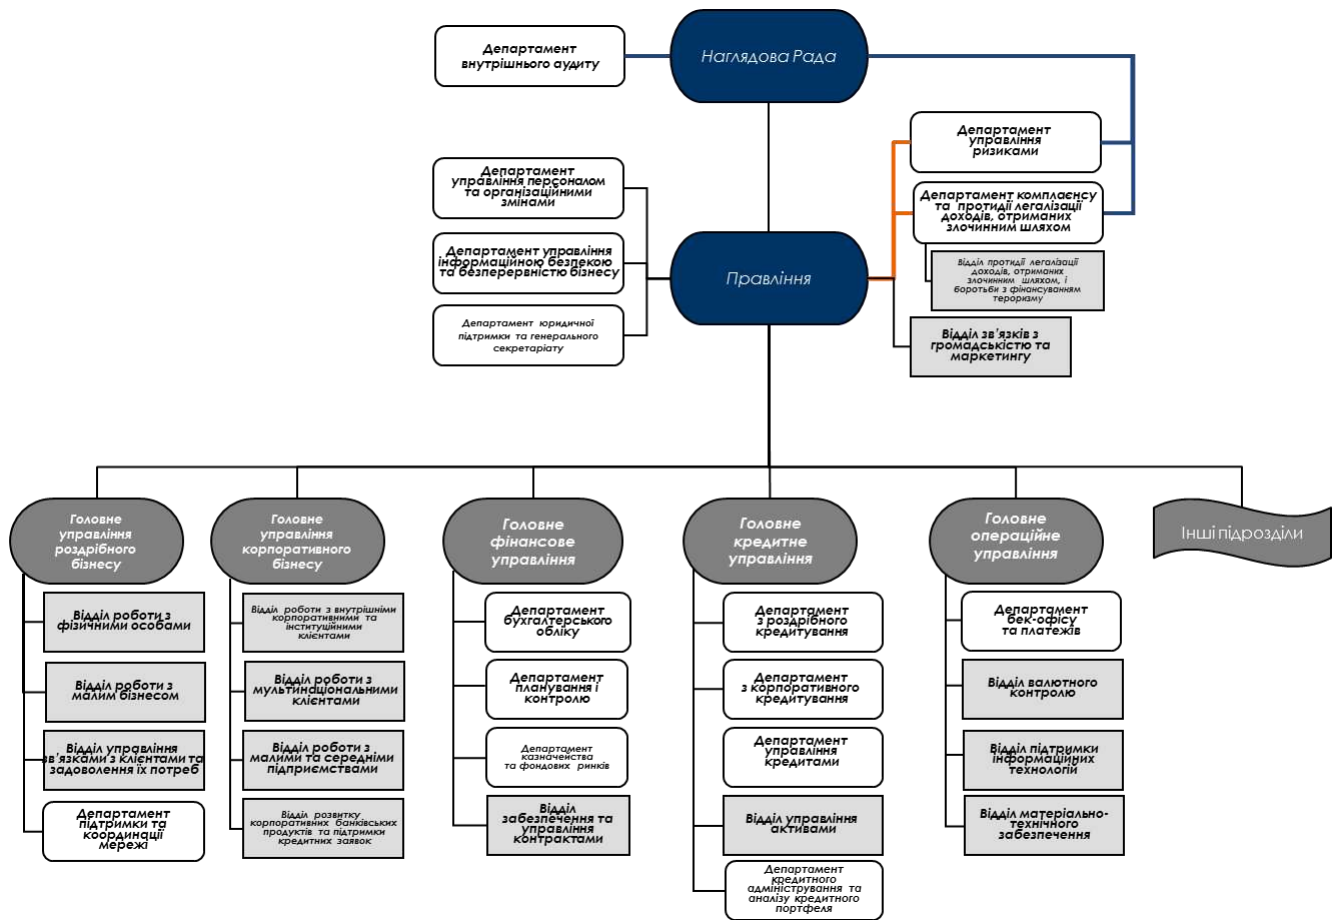 Департамент
внутрішнього аудиту
Наглядова Рада
Департамент
управління
ризиками
Департамент
управління персоналом
та організаційними
змінами
Департамент комплаєнсу
та протидії легалізації
доходів, отриманих
злочинним шляхом
Департамент управління
інформаційною безпекою
та безперервністю бізнесу
Правління
Відділ протидії легалізації
доходів, отриманих
злочинним шляхом, і
боротьби з фінансуванням
тероризму
Департамент юридичної
підтримки та генерального
секретаріату
Відділ зв'язків з
громадськістю та
маркетингу
Головне
управління
роздрібного
бізнесу
Головне
управління
корпоративного
бізнесу
Головне
фінансове
управління
Головне
кредитне
управління
Головне
операційне
управління
Інші підрозділи
Відділ роботи з
фізичними особами
Відділ роботи з
малим бізнесом
Відділ управління
зв'язками з клієнтами та
задоволення їх потреб
Департамент
підтримки та
координації
мережі
Відділ роботи з внутрішніми
корпоративними та
інституційними
клієнтами
Відділ роботи з
мультинаціональними
клієнтами
Відділ роботи з
малими та середніми
підприємствами
Відділ розвитку
корпоративних банківських
продуктів та підтримки
кредитних заявок
Департамент
бухгалтерського
обліку
Департамент
планування і
контролю
Департамент
казначейства
та фондових ринків
Відділ
забезпечення та
управління
контрактами
Департамент
з роздрібного
кредитування
Департамент
з корпоративного
кредитування
Департамент
управління
кредитами
Відділ управління
активами
Департамент
кредитного
адміністрування та
аналізу кредитного
портфеля
Департамент
бек-офісу
та платежів
Відділ валютного
контролю
Відділ підтримки
інформаційних
технологій
Відділ матеріально-
технічного
забезпечення